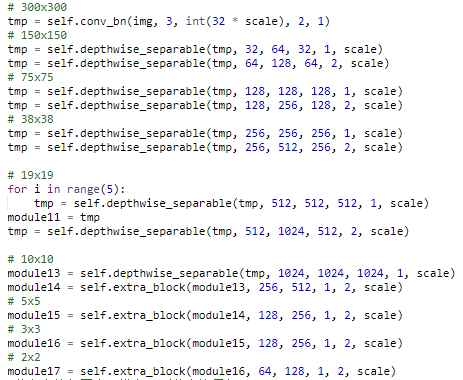 # 300x300
tmp = self.conv_bn(img, 3, int(32 * scale), 2, 1)
# 150x150
tmp = self.depthwise_separable(tmp, 32, 64, 32, 1, scale)
tmp = self.depthwise_separable(tmp, 64, 128, 64, 2, scale)
# 75x75
tmp = self.depthwise_separable(tmp, 128, 128, 128, 1, scale)
tmp = self.depthwise_separable(tmp, 128, 256, 128, 2, scale)
# 38x38
tmp = self.depthwise_separable(tmp, 256, 256, 256, 1, scale)
tmp = self.depthwise_separable(tmp, 256, 512, 256, 2, scale)
# 19x19
for i in range(5):
    tmp = self.depthwise_separable(tmp, 512, 512, 512, 1, scale)
module11 = tmp
tmp = self.depthwise_separable(tmp, 512, 1024, 512, 2, scale)
# 10x10
module13 = self.depthwise_separable(tmp, 1024, 1024, 1024, 1, scale)
module14 = self.extra_block(module13, 256, 512, 1, 2, scale)
# 5x5
module15 = self.extra_block(module14, 128, 256, 1, 2, scale)
# 3x3
module16 = self.extra_block(module15, 128, 256, 1, 2, scale)
# 2x2
module17 = self.extra_block(module16, 64, 128, 1, 2, scale)